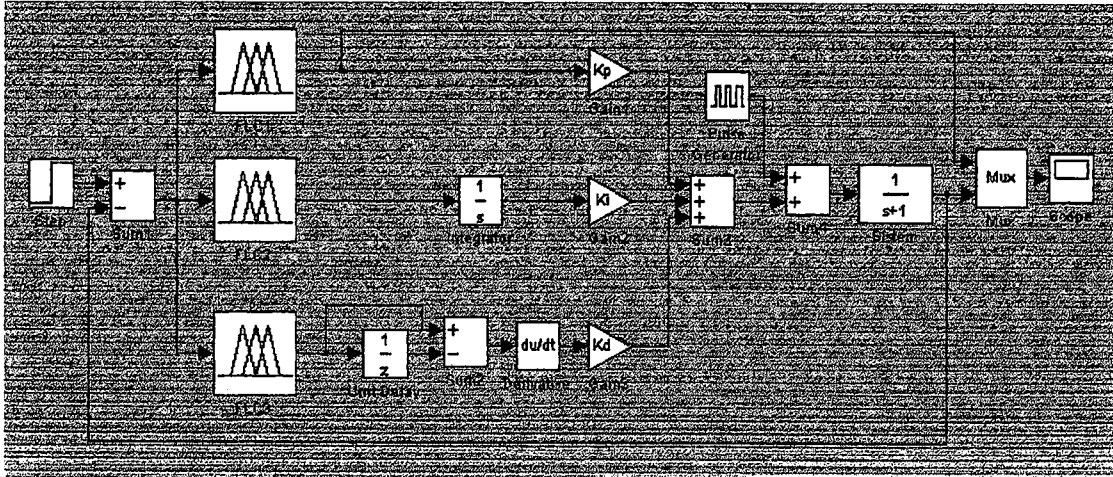 FLC1
Kp
Gain1
Pulse
Generator
Step
+
−
Sum1
FLC2
1
s
Integrator
Ki
Gain2
+
+
+
Sum3
+
+
Sum4
1
s+1
Sistem
Mux
Mux
Scope
FLC3
1
z
Unit Delay
+
−
Sum2
du/dt
Derivative
Kd